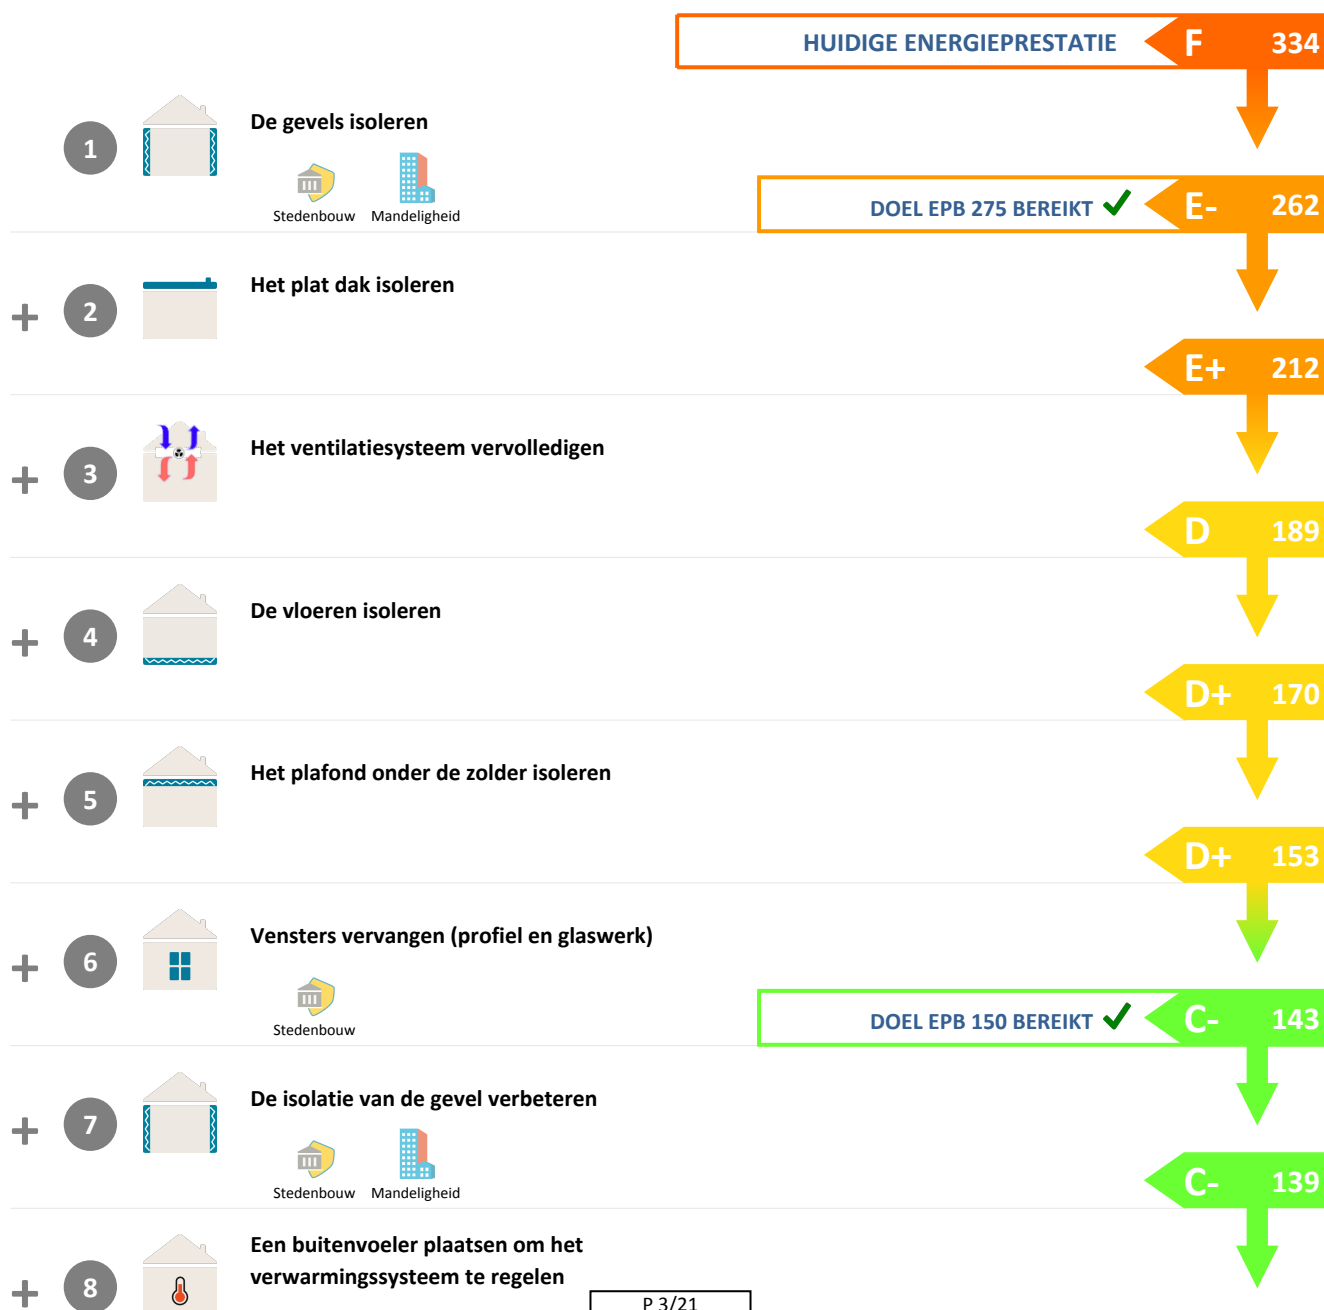 HUIDIGE ENERGIEPRESTATIE F 334
1 De gevels isoleren
Stedenbouw Mandeligheid
DOEL EPB 275 BEREIKT E- 262
+ 2 Het plat dak isoleren
E+ 212
+ 3 Het ventilatiesysteem vervolledigen
D 189
+ 4 De vloeren isoleren
D+ 170
+ 5 Het plafond onder de zolder isoleren
D+ 153
+ 6 Vensters vervangen (profiel en glaswerk)
Stedenbouw
DOEL EPB 150 BEREIKT C- 143
+ 7 De isolatie van de gevel verbeteren
Stedenbouw Mandeligheid
C- 139
+ 8 Een buitenvoeler plaatsen om het
verwarmingssysteem te regelen
P 3/21